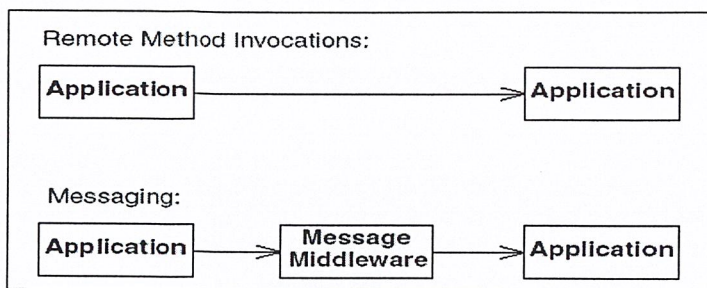 Remote Method Invocations:
Application
Application
Messaging:
Application
Message
Middleware
Application